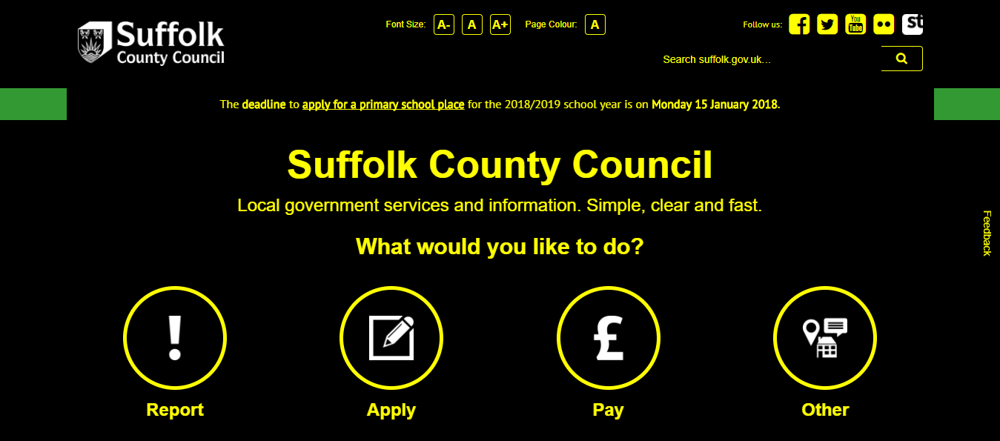 Suffolk
County Council
Font Size: A- A A+ Page Colour: A
Follow us: You Tube
Search suffolk.gov.uk...
The deadline to apply for a primary school place for the 2018/2019 school year is on Monday 15 January 2018.
Suffolk County Council
Local government services and information. Simple, clear and fast.
What would you like to do?
Feedback
£
Report Apply Pay Other